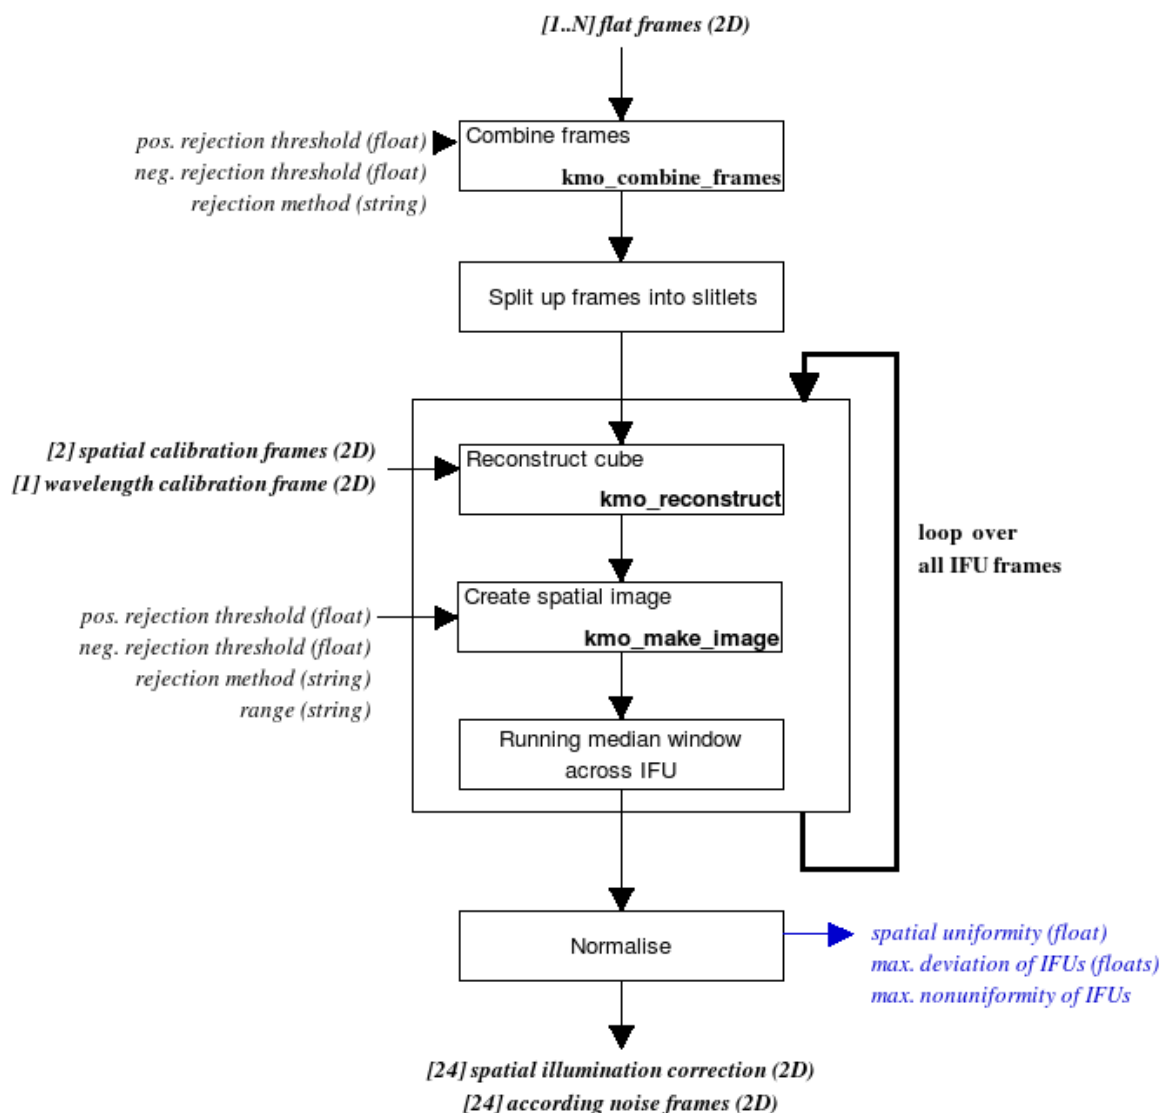 [1..N] flat frames (2D)
pos. rejection threshold (float)
neg. rejection threshold (float)
rejection method (string)
Combine frames
kmo_combine_frames
Split up frames into slitlets
[2] spatial calibration frames (2D)
[1] wavelength calibration frame (2D)
Reconstruct cube
kmo_reconstruct
loop over
all IFU frames
pos. rejection threshold (float)
neg. rejection threshold (float)
rejection method (string)
range (string)
Create spatial image
kmo_make_image
Running median window
across IFU
Normalise
spatial uniformity (float)
max. deviation of IFUs (floats)
max. nonuniformity of IFUs
[24] spatial illumination correction (2D)
[24] according noise frames (2D)